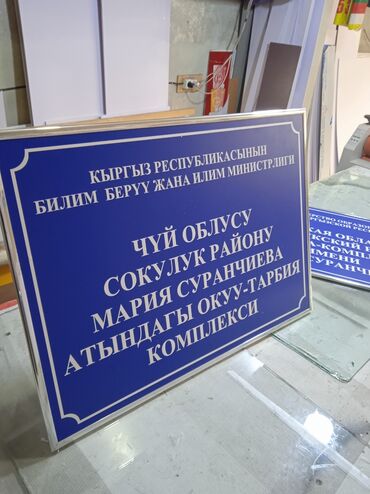 КЫРГЫЗ РЕСПУБЛИКАСЫНЫН
БИЛИМ БЕРҮҮ ЖАНА ИЛИМ МИНИСТРЛИГИ
ЧҮЙ ОБЛУСУ
СОКУЛУК РАЙОНУ
МАРИЯ СУРАНЧИЕВА
АТЫНДАГЫ ОКУУ-ТАРБИЯ
КОМПЛЕКСИ